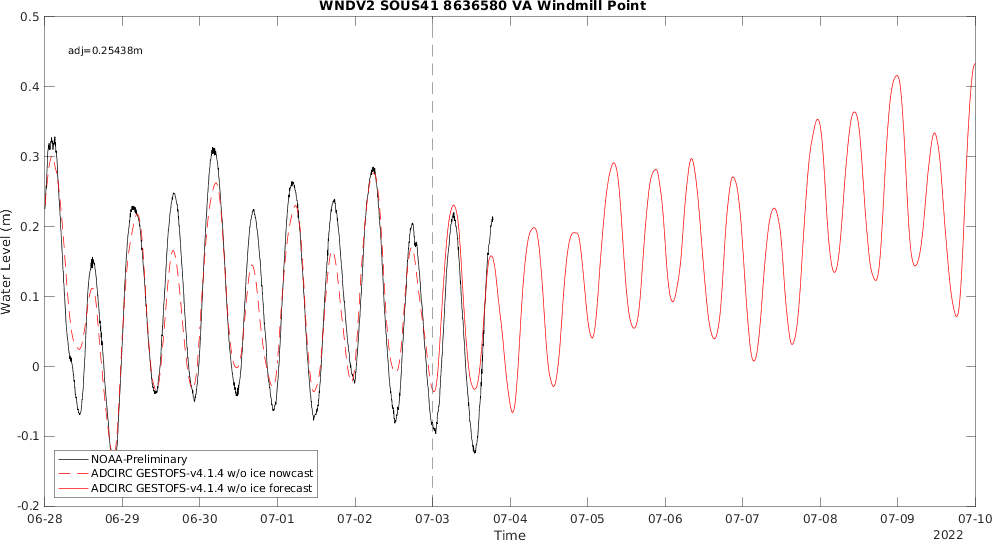 WNDV2 SOUS41 8636580 VA Windmill Point
adj=0.25438m
Water Level (m)
0.5
0.4
0.3
0.2
0.1
0
-0.1
-0.2
NOAA-Preliminary
ADCIRC GESTOFS-v4.1.4 w/o ice nowcast
ADCIRC GESTOFS-v4.1.4 w/o ice forecast
06-28 06-29 06-30 07-01 07-02 07-03 07-04 07-05 07-06 07-07 07-08 07-09 07-10
Time
2022